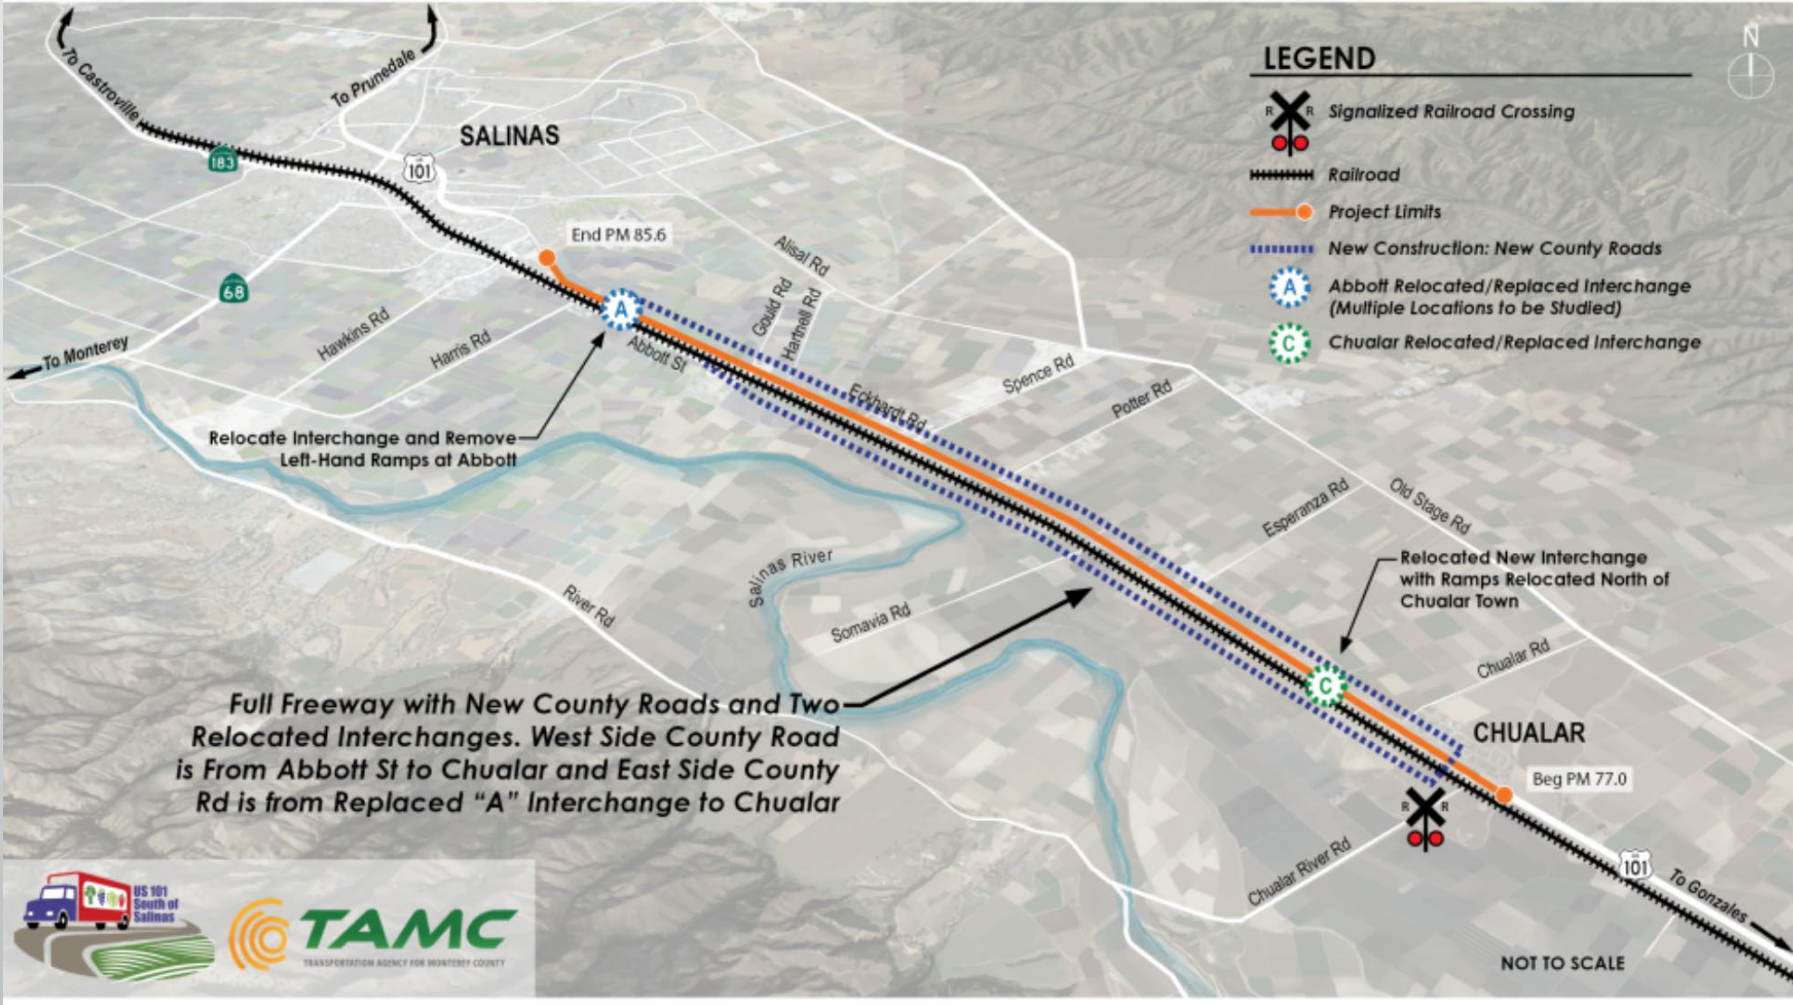 To Castroville
To Prunedale
SALINAS
183
101
68
To Monterey
Hawkins Rd
Harris Rd
End PM 85.6
A
Abbott St
Alisal Rd
Gould Rd
Hartnell Rd
Eckhardt Rd
Spence Rd
Potter Rd
Esperanza Rd
Old Stage Rd
Relocate Interchange and Remove
Left-Hand Ramps at Abbott
Salinas River
River Rd
Somavia Rd
Relocated New Interchange
with Ramps Relocated North of
Chualar Town
Chualar Rd
C
CHUALAR
Beg PM 77.0
R R
Chualar River Rd
101
To Gonzales
Full Freeway with New County Roads and Two
Relocated Interchanges. West Side County Road
is From Abbott St to Chualar and East Side County
Rd is from Replaced “A” Interchange to Chualar
LEGEND
R R Signalized Railroad Crossing
Railroad
Project Limits
New Construction: New County Roads
A Abbott Relocated/Replaced Interchange
(Multiple Locations to be Studied)
C Chualar Relocated/Replaced Interchange
N
US 101
South of
Salinas
TAMC
TRANSPORTATION AGENCY FOR MONTEREY COUNTY
NOT TO SCALE